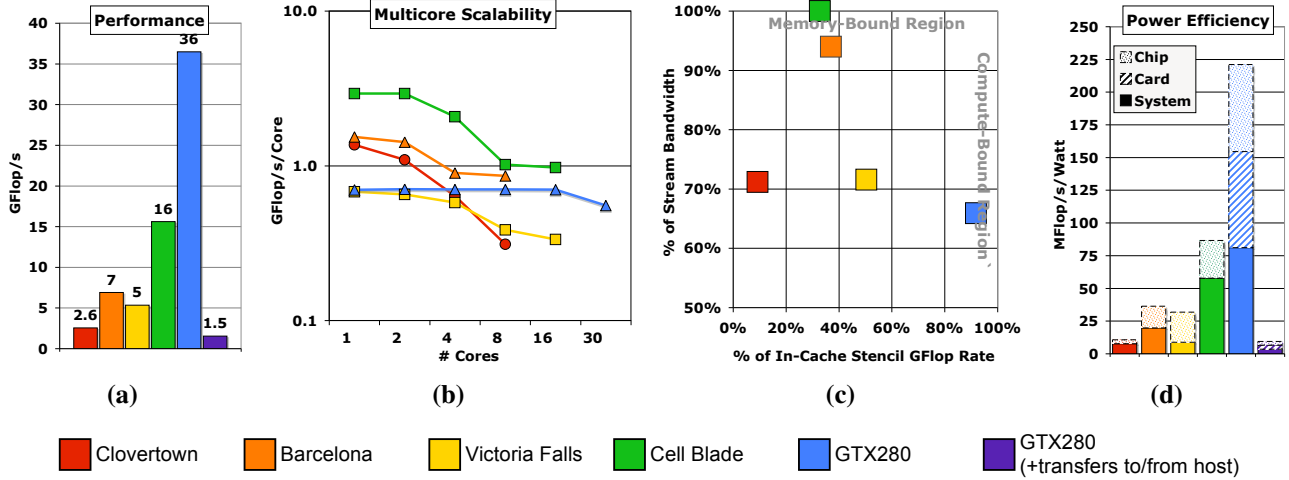 Performance
GFlop/s
40
35
30
25
20
15
10
5
0
2.6
7
5
16
36
1.5
(a)
Multicore Scalability
GFlop/s/Core
10.0
1.0
0.1
1 2 4 8 16 30
# Cores
(b)
Memory-Bound Region
Compute-Bound Region`
% of Stream Bandwidth
100%
90%
80%
70%
60%
50%
0% 20% 40% 60% 80% 100%
% of In-Cache Stencil GFlop Rate
(c)
Power Efficiency
Chip
Card
System
MFlop/s/Watt
250
225
200
175
150
125
100
75
50
25
0
(d)
Clovertown
Barcelona
Victoria Falls
Cell Blade
GTX280
GTX280
(+transfers to/from host)